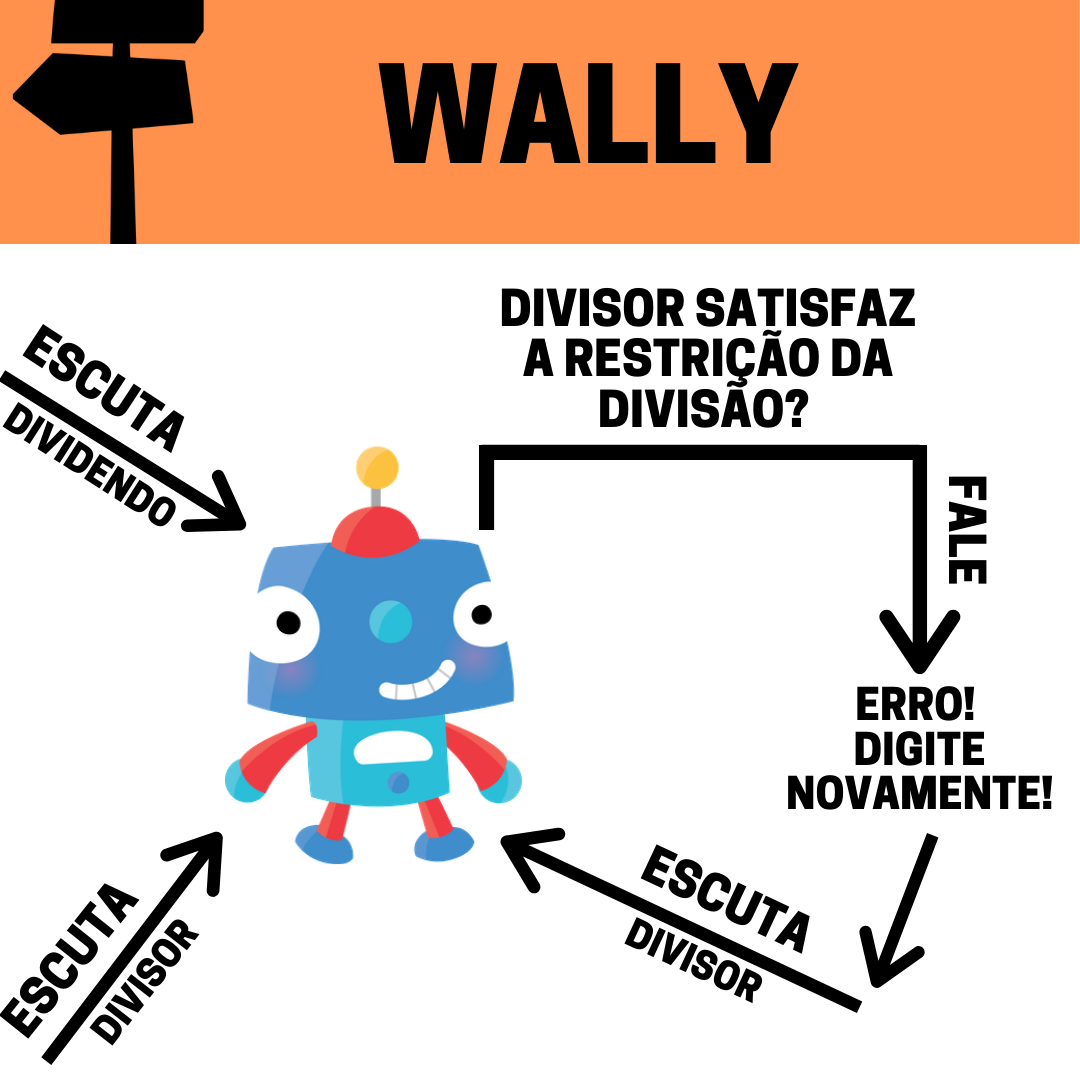 WALLY
DIVISOR SATISFAZ
A RESTRIÇÃO DA
DIVISÃO?
ESCUTA
DIVIDENDO
FALE
ERRO!
DIGITE
NOVAMENTE!
ESCUTA
DIVISOR
ESCUTA
DIVISOR